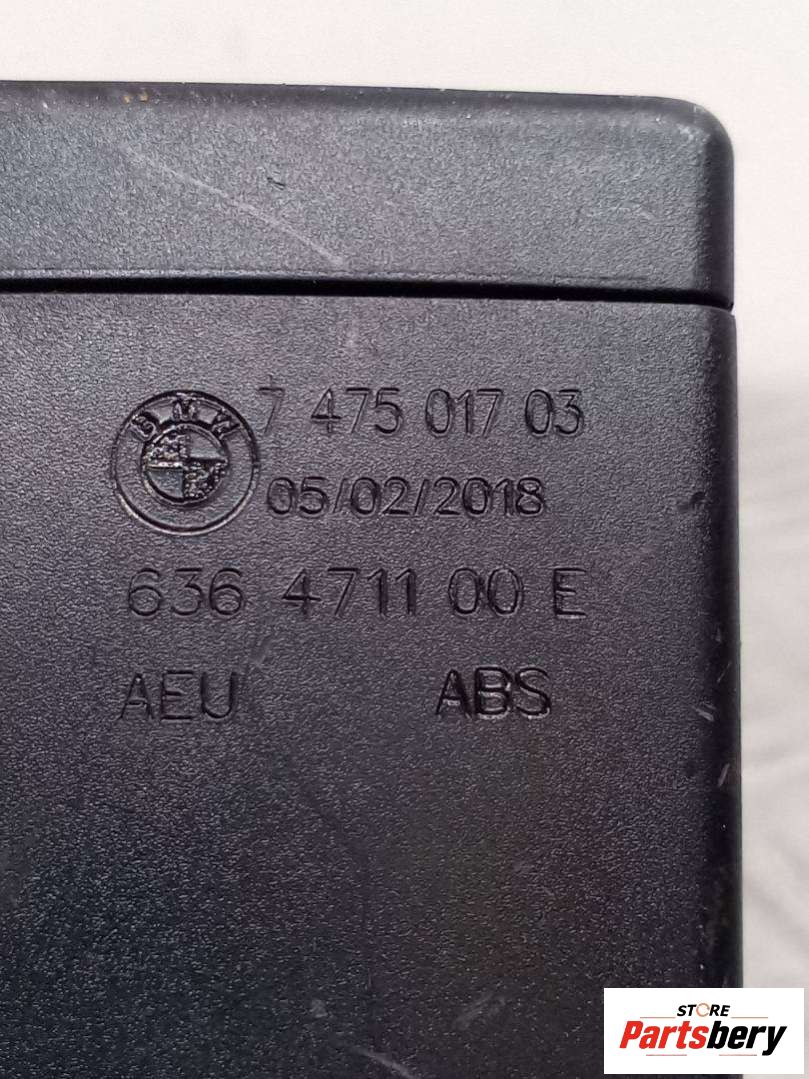 BMW
7 475 017 03
05/02/2018
636 4711 00 E
AEU ABS
STORE
Partsbery